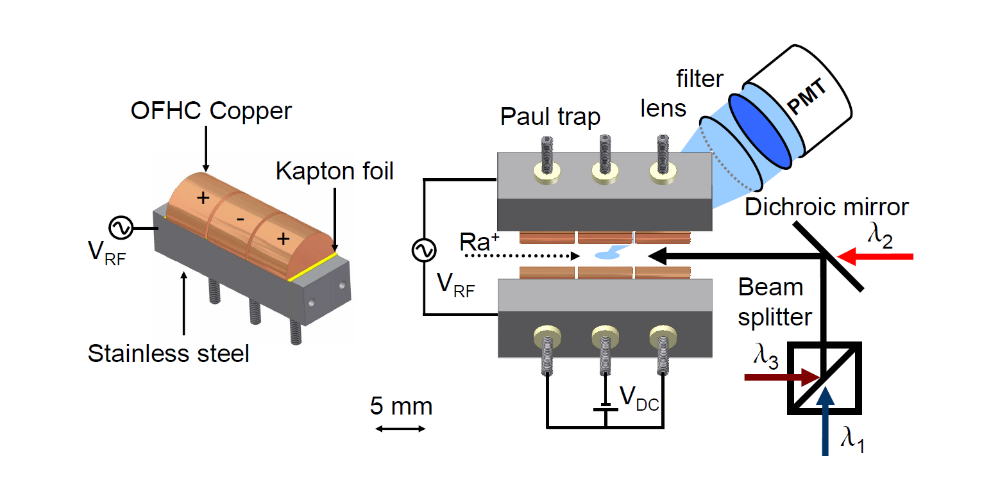 OFHC Copper
Kapton foil
+
-
+
V_RF
Stainless steel
5 mm
Paul trap
lens
filter
PMT
Ra⁺
V_RF
V_DC
Dichroic mirror
λ₂
Beam
splitter
λ₃
λ₁